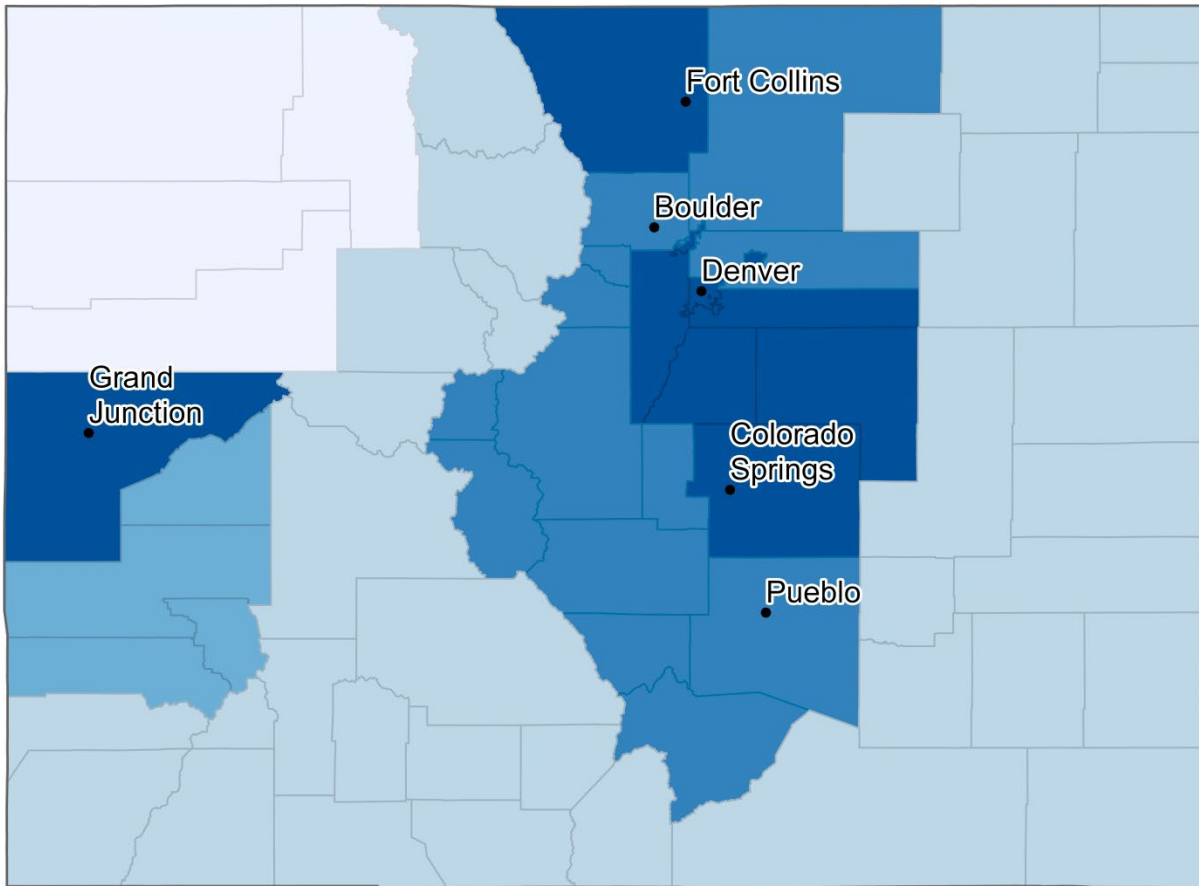 Fort Collins
Boulder
Denver
Grand
Junction
Colorado
Springs
Pueblo